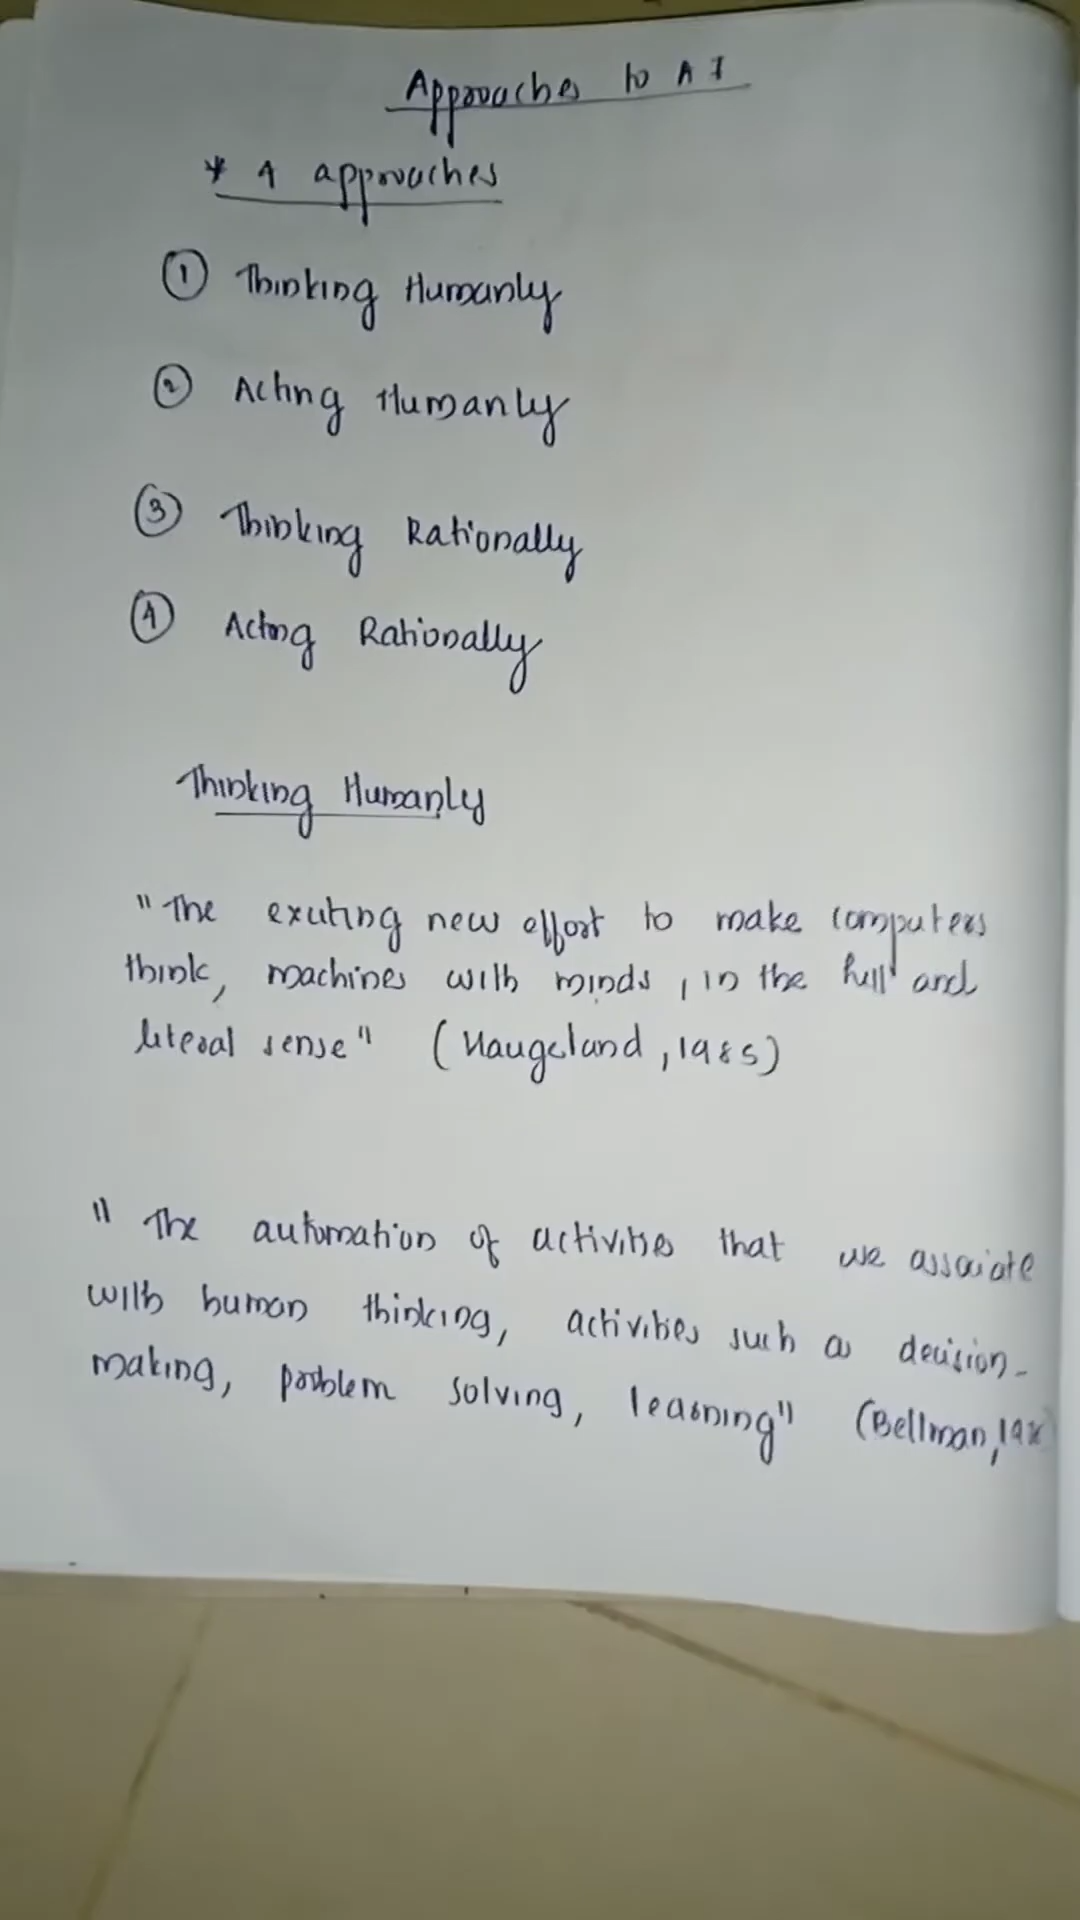 Approaches to AI
* 4 approaches
① Thinking Humanly
② Acting Humanly
③ Thinking Rationally
④ Acting Rationally
Thinking Humanly
"The exciting new effort to make computers
think, machines with minds, in the full and
literal sense" (Haugeland, 1985)
"The automation of activities that we associate
with human thinking, activities such as decision-
making, problem solving, learning" (Bellman,